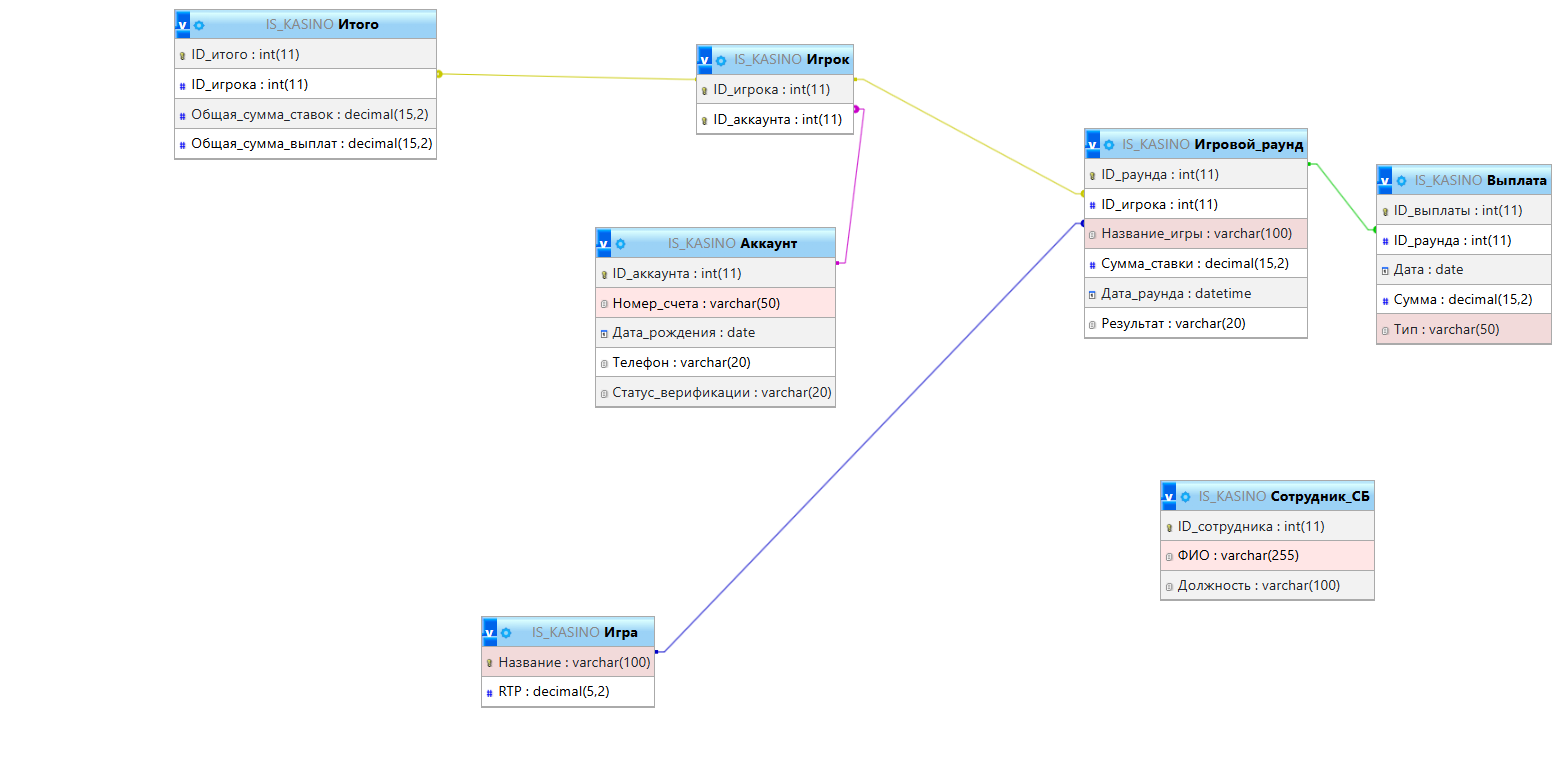 v IS_KASINO Итого
ID_итого : int(11)
# ID_игрока : int(11)
# Общая_сумма_ставок : decimal(15,2)
# Общая_сумма_выплат : decimal(15,2)
v IS_KASINO Игрок
ID_игрока : int(11)
ID_аккаунта : int(11)
v IS_KASINO Игровой_раунд
ID_раунда : int(11)
# ID_игрока : int(11)
Название_игры : varchar(100)
# Сумма_ставки : decimal(15,2)
Дата_раунда : datetime
Результат : varchar(20)
v IS_KASINO Выплата
ID_выплаты : int(11)
# ID_раунда : int(11)
Дата : date
# Сумма : decimal(15,2)
Тип : varchar(50)
v IS_KASINO Аккаунт
ID_аккаунта : int(11)
Номер_счета : varchar(50)
Дата_рождения : date
Телефон : varchar(20)
Статус_верификации : varchar(20)
v IS_KASINO Сотрудник_СБ
ID_сотрудника : int(11)
ФИО : varchar(255)
Должность : varchar(100)
v IS_KASINO Игра
Название : varchar(100)
# RTP : decimal(5,2)